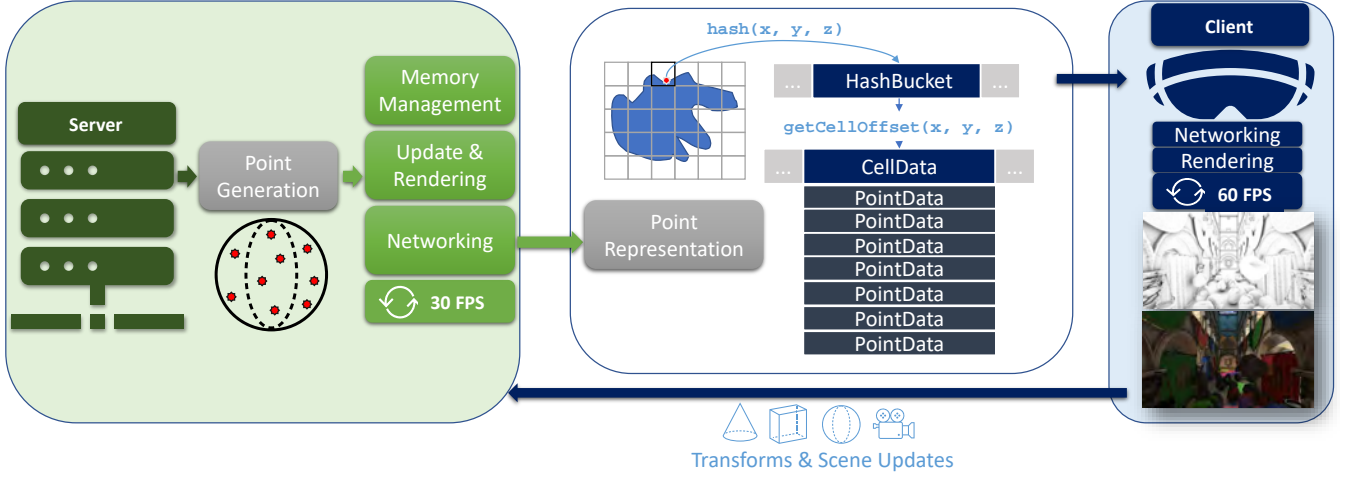 Server
Point
Generation
Memory
Management
Update &
Rendering
Networking
30 FPS
hash(x, y, z)
... HashBucket ...
getCellOffset(x, y, z)
... CellData ...
PointData
PointData
PointData
PointData
PointData
PointData
PointData
Point
Representation
Client
Networking
Rendering
60 FPS
Transforms & Scene Updates